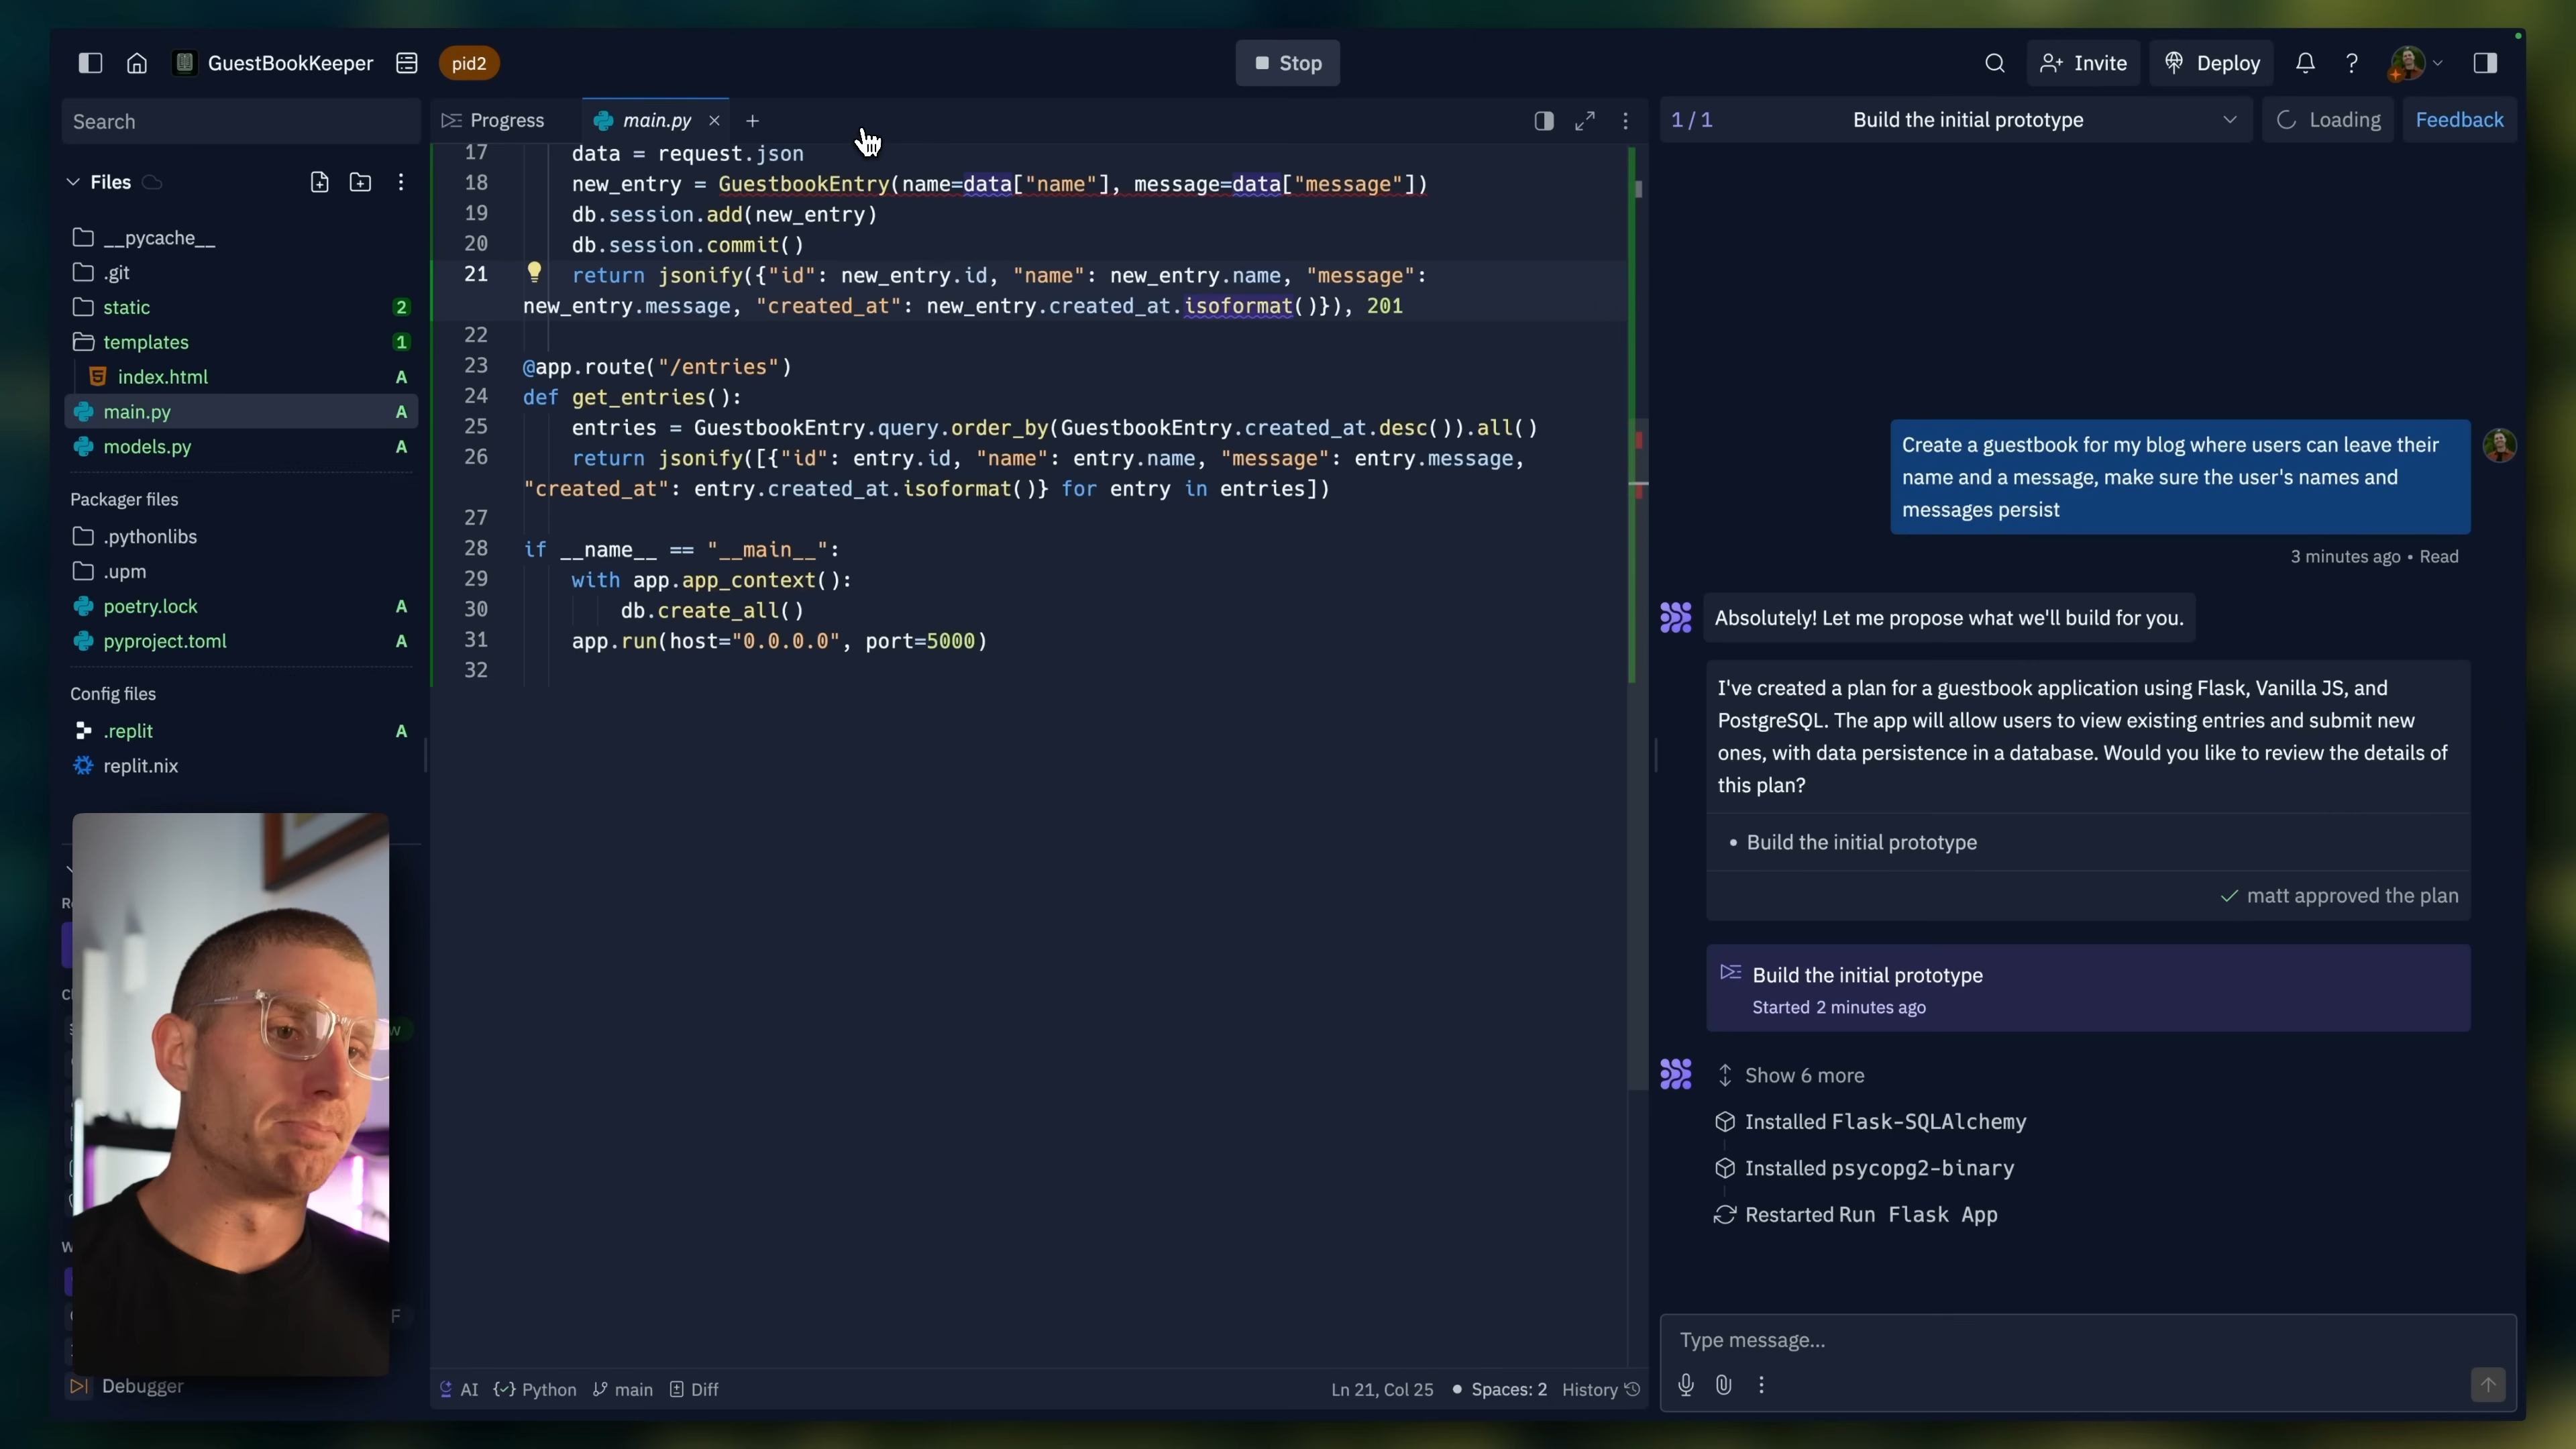 GuestBookKeeper
pid2
Stop
Invite
Deploy
Search
Files
__pycache__
.git
static 2
templates 1
index.html A
main.py A
models.py A
Packager files
.pythonlibs
.upm
poetry.lock A
pyproject.toml A
Config files
.replit A
replit.nix
Debugger
Progress
main.py
17 data = request.json
18 new_entry = GuestbookEntry(name=data["name"], message=data["message"])
19 db.session.add(new_entry)
20 db.session.commit()
21 return jsonify({"id": new_entry.id, "name": new_entry.name, "message":
new_entry.message, "created_at": new_entry.created_at.isoformat()}), 201
22
23 @app.route("/entries")
24 def get_entries():
25 entries = GuestbookEntry.query.order_by(GuestbookEntry.created_at.desc()).all()
26 return jsonify([{"id": entry.id, "name": entry.name, "message": entry.message,
"created_at": entry.created_at.isoformat()} for entry in entries])
27
28 if __name__ == "__main__":
29 with app.app_context():
30 db.create_all()
31 app.run(host="0.0.0.0", port=5000)
32
AI Python main Diff
Ln 21, Col 25 • Spaces: 2 History
1 / 1 Build the initial prototype Loading Feedback
Create a guestbook for my blog where users can leave their
name and a message, make sure the user's names and
messages persist
3 minutes ago • Read
Absolutely! Let me propose what we'll build for you.
I've created a plan for a guestbook application using Flask, Vanilla JS, and
PostgreSQL. The app will allow users to view existing entries and submit new
ones, with data persistence in a database. Would you like to review the details of
this plan?
• Build the initial prototype
matt approved the plan
Build the initial prototype
Started 2 minutes ago
Show 6 more
Installed Flask-SQLAlchemy
Installed psycopg2-binary
Restarted Run Flask App
Type message...